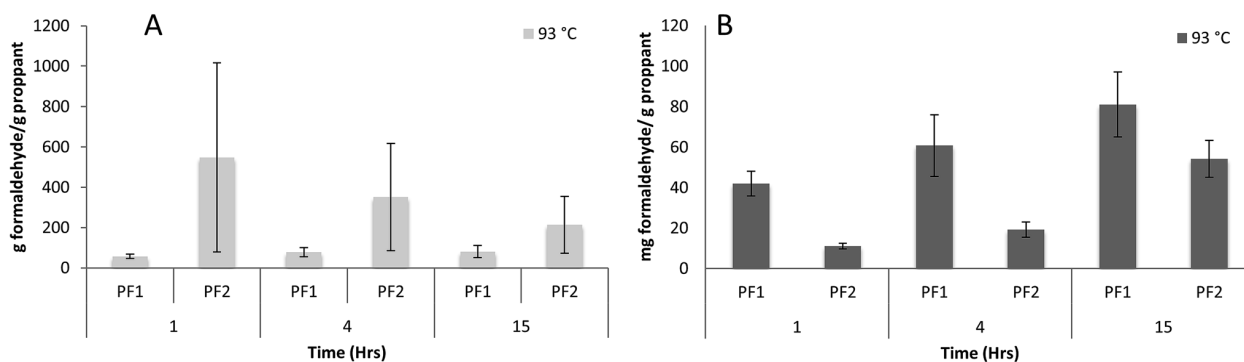 A
93 °C
g formaldehyde/g proppant
1200
1000
800
600
400
200
0
PF1 PF2 PF1 PF2 PF1 PF2
1 4 15
Time (Hrs)
B
93 °C
mg formaldehyde/ g proppant
120
100
80
60
40
20
0
PF1 PF2 PF1 PF2 PF1 PF2
1 4 15
Time (Hrs)